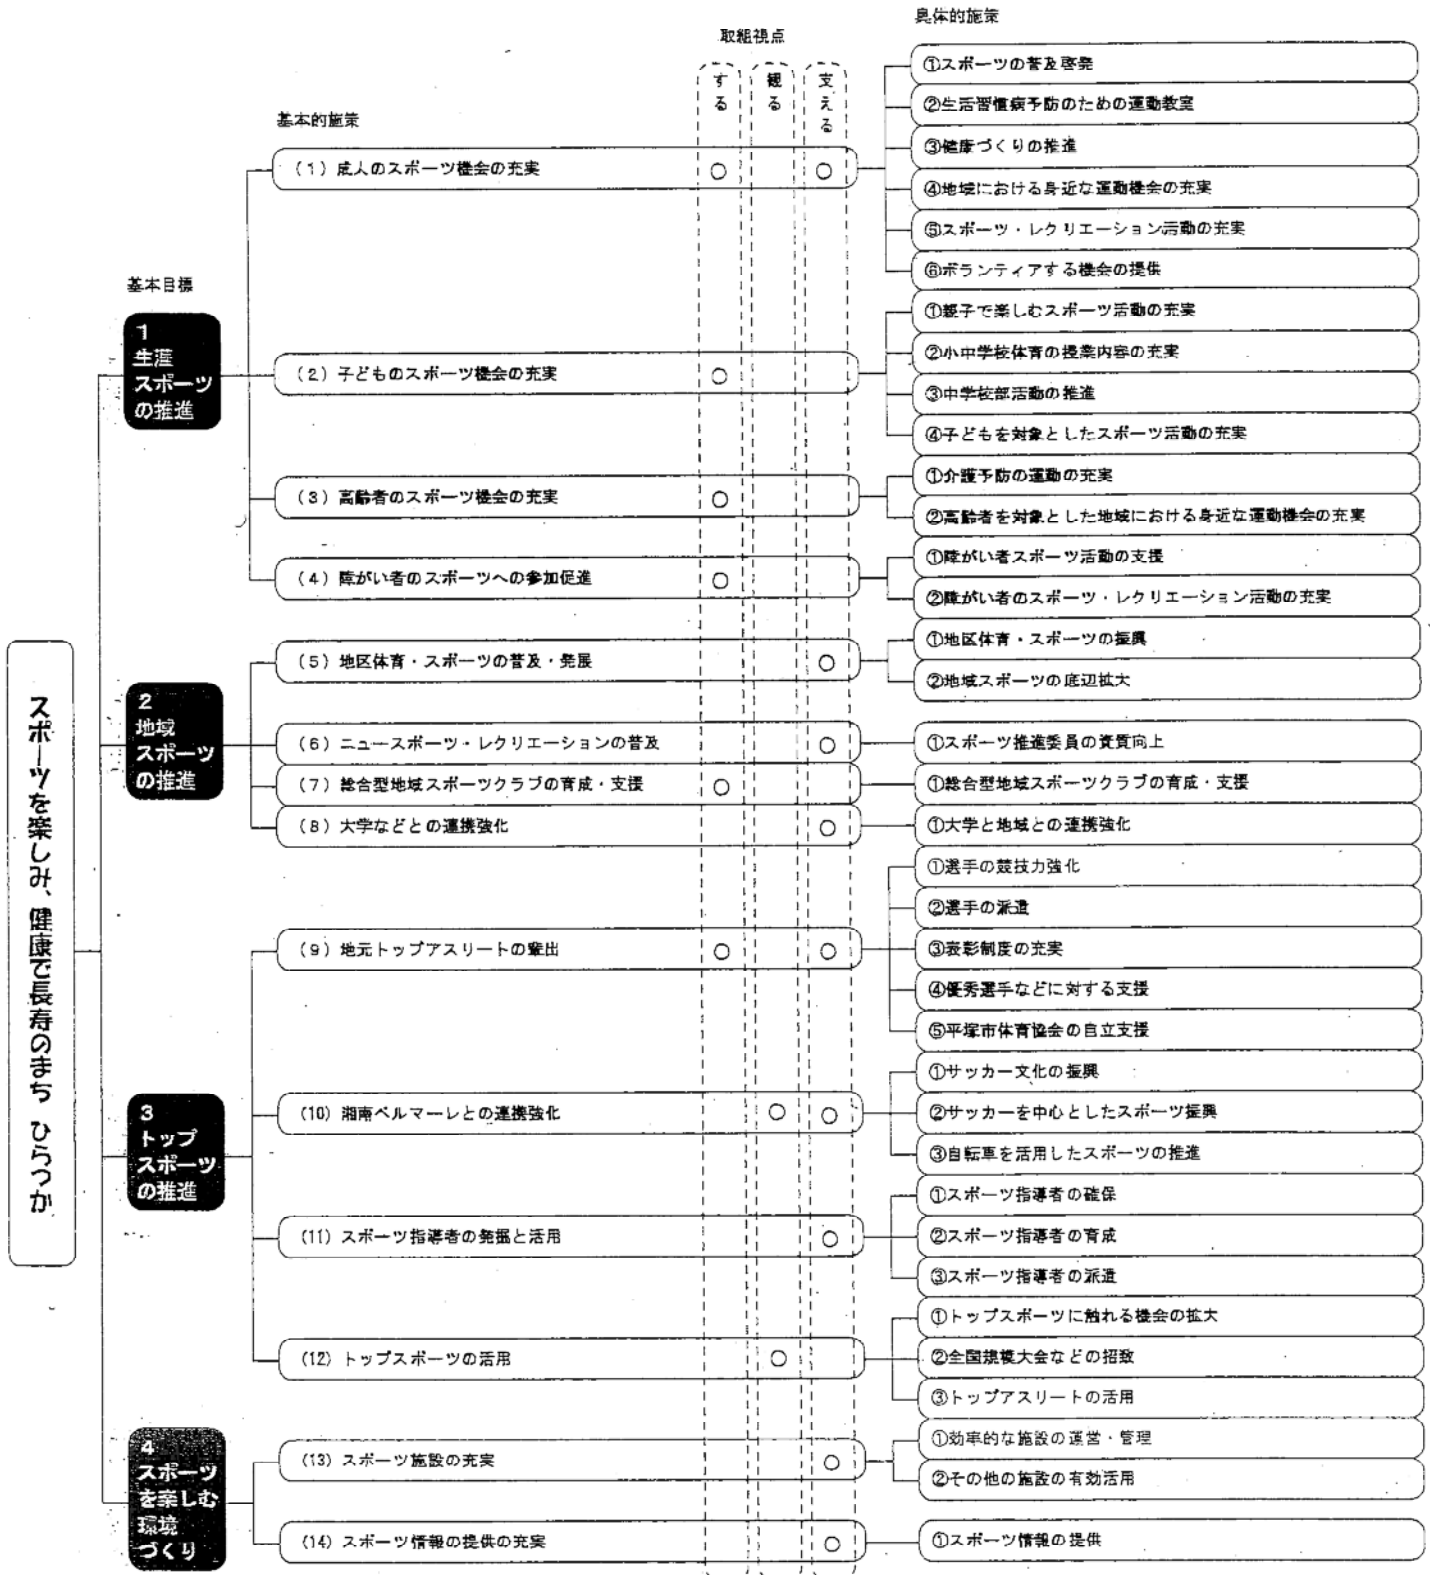 具体的施策
取組視点
する
観る
支える
基本的施策
基本目標
スポーツを楽しみ、健康で長寿のまち ひらつか
1
生涯
スポーツ
の推進
(1) 成人のスポーツ機会の充実 ○ ○
①スポーツの普及啓発
②生活習慣病予防のための運動教室
③健康づくりの推進
④地域における身近な運動機会の充実
⑤スポーツ・レクリエーション活動の充実
⑥ボランティアする機会の提供
(2) 子どものスポーツ機会の充実 ○
①親子で楽しむスポーツ活動の充実
②小中学校体育の授業内容の充実
③中学校部活動の推進
④子どもを対象としたスポーツ活動の充実
(3) 高齢者のスポーツ機会の充実 ○
①介護予防の運動の充実
②高齢者を対象とした地域における身近な運動機会の充実
(4) 障がい者のスポーツへの参加促進 ○
①障がい者スポーツ活動の支援
②障がい者のスポーツ・レクリエーション活動の充実
2
地域
スポーツ
の推進
(5) 地区体育・スポーツの普及・発展 ○
①地区体育・スポーツの振興
②地域スポーツの底辺拡大
(6) ニュースポーツ・レクリエーションの普及 ○
①スポーツ推進委員の資質向上
(7) 総合型地域スポーツクラブの育成・支援 ○
①総合型地域スポーツクラブの育成・支援
(8) 大学などとの連携強化 ○
①大学と地域との連携強化
3
トップ
スポーツ
の推進
(9) 地元トップアスリートの輩出 ○ ○
①選手の競技力強化
②選手の派遣
③表彰制度の充実
④優秀選手などに対する支援
⑤平塚市体育協会の自立支援
(10) 湘南ベルマーレとの連携強化 ○ ○
①サッカー文化の振興
②サッカーを中心としたスポーツ振興
③自転車を活用したスポーツの推進
(11) スポーツ指導者の発掘と活用 ○
①スポーツ指導者の確保
②スポーツ指導者の育成
③スポーツ指導者の派遣
(12) トップスポーツの活用 ○
①トップスポーツに触れる機会の拡大
②全国規模大会などの招致
③トップアスリートの活用
4
スポーツ
を楽しむ
環境
づくり
(13) スポーツ施設の充実 ○
①効率的な施設の運営・管理
②その他の施設の有効活用
(14) スポーツ情報の提供の充実 ○
①スポーツ情報の提供